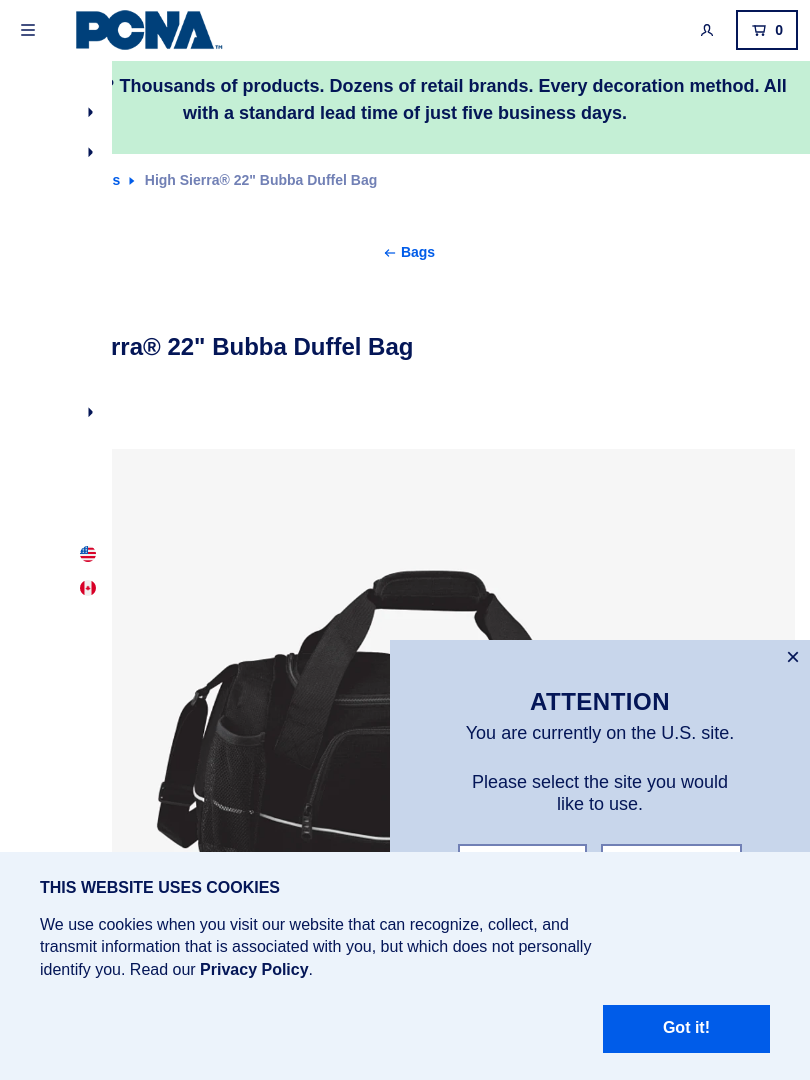 PCNA™
0
? Thousands of products. Dozens of retail brands. Every decoration method. All
with a standard lead time of just five business days.
s
High Sierra® 22" Bubba Duffel Bag
← Bags
rra® 22" Bubba Duffel Bag
ATTENTION
You are currently on the U.S. site.
Please select the site you would
like to use.
THIS WEBSITE USES COOKIES
We use cookies when you visit our website that can recognize, collect, and
transmit information that is associated with you, but which does not personally
identify you. Read our Privacy Policy.
Got it!